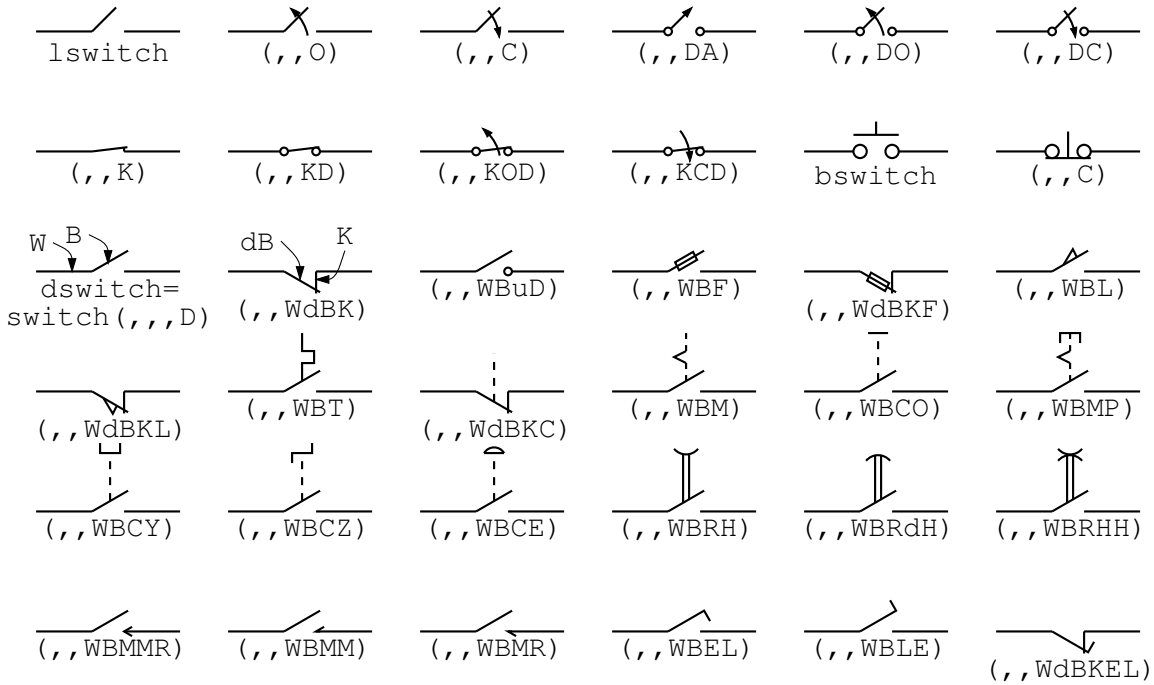 lswitch (,,O) (,,C) (,,DA) (,,DO) (,,DC)
(,,K) (,,KD) (,,KOD) (,,KCD) bswitch (,,C)
W B dB K
dswitch= (,,WdBK) (,,WBuD) (,,WBF) (,,WdBKF) (,,WBL)
switch(,,,D)
(,,WdBKL) (,,WBT) (,,WdBKC) (,,WBM) (,,WBCO) (,,WBMP)
(,,WBCY) (,,WBCZ) (,,WBCE) (,,WBRH) (,,WBRdH) (,,WBRHH)
(,,WBMMR) (,,WBMM) (,,WBMR) (,,WBEL) (,,WBLE) (,,WdBKEL)